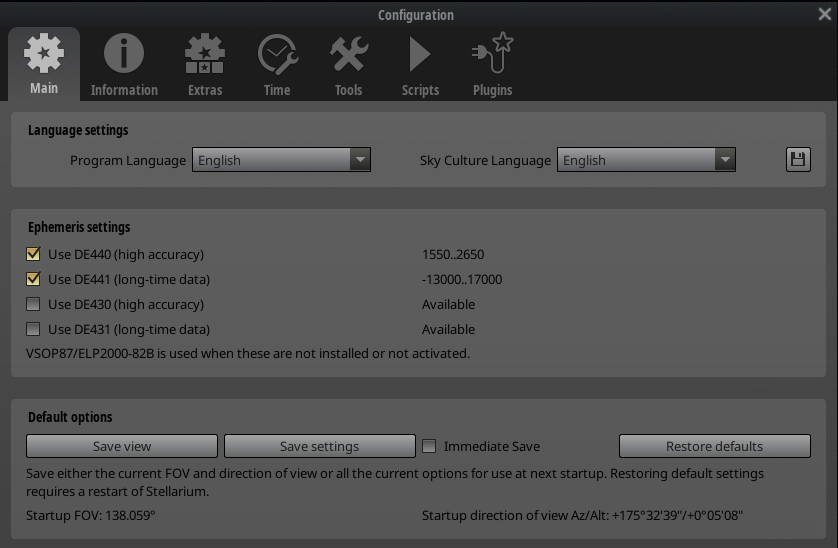 Configuration
Main Information Extras Time Tools Scripts Plugins
Language settings
Program Language English Sky Culture Language English
Ephemeris settings
Use DE440 (high accuracy) 1550..2650
Use DE441 (long-time data) -13000..17000
Use DE430 (high accuracy) Available
Use DE431 (long-time data) Available
VSOP87/ELP2000-82B is used when these are not installed or not activated.
Default options
Save view Save settings Immediate Save Restore defaults
Save either the current FOV and direction of view or all the current options for use at next startup. Restoring default settings
requires a restart of Stellarium.
Startup FOV: 138.059° Startup direction of view Az/Alt: +175°32'39"/+0°05'08"